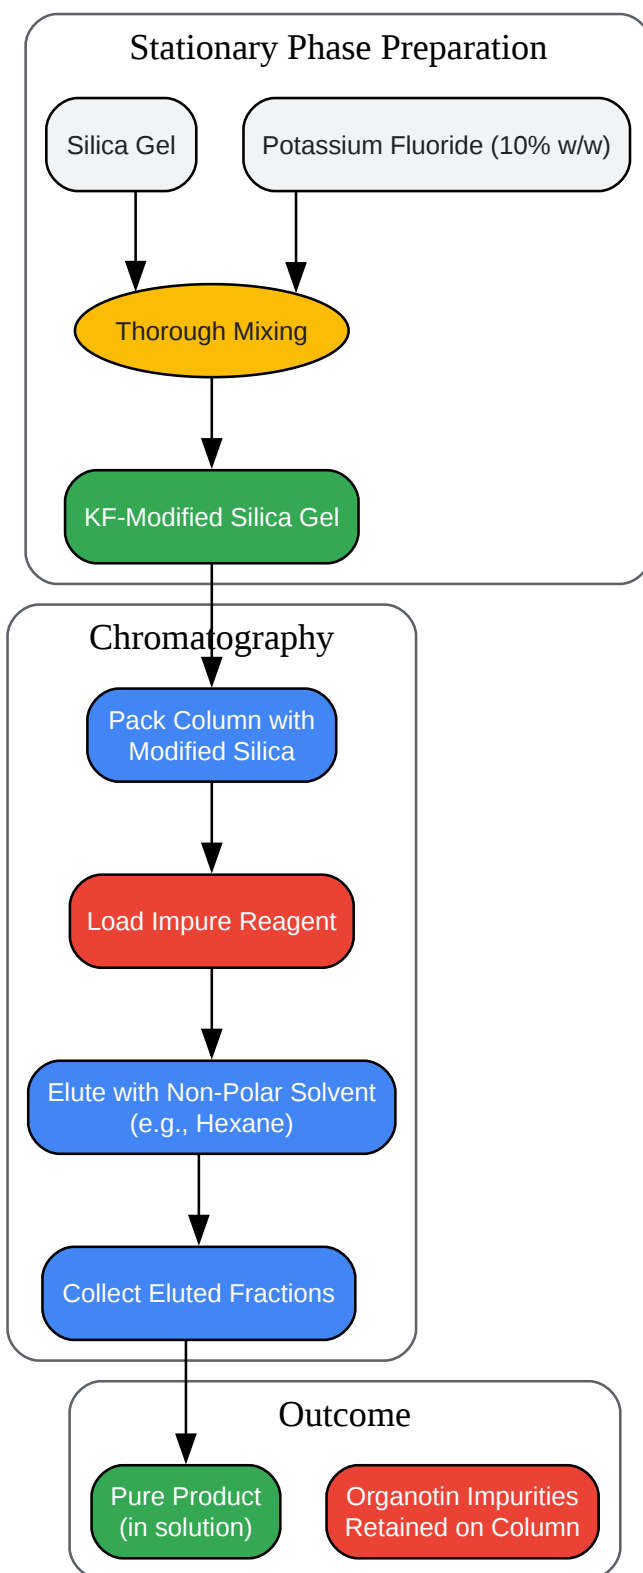 Stationary Phase Preparation
Silica Gel
Potassium Fluoride (10% w/w)
Thorough Mixing
KF-Modified Silica Gel
Chromatography
Pack Column with
Modified Silica
Load Impure Reagent
Elute with Non-Polar Solvent
(e.g., Hexane)
Collect Eluted Fractions
Outcome
Pure Product
(in solution)
Organotin Impurities
Retained on Column